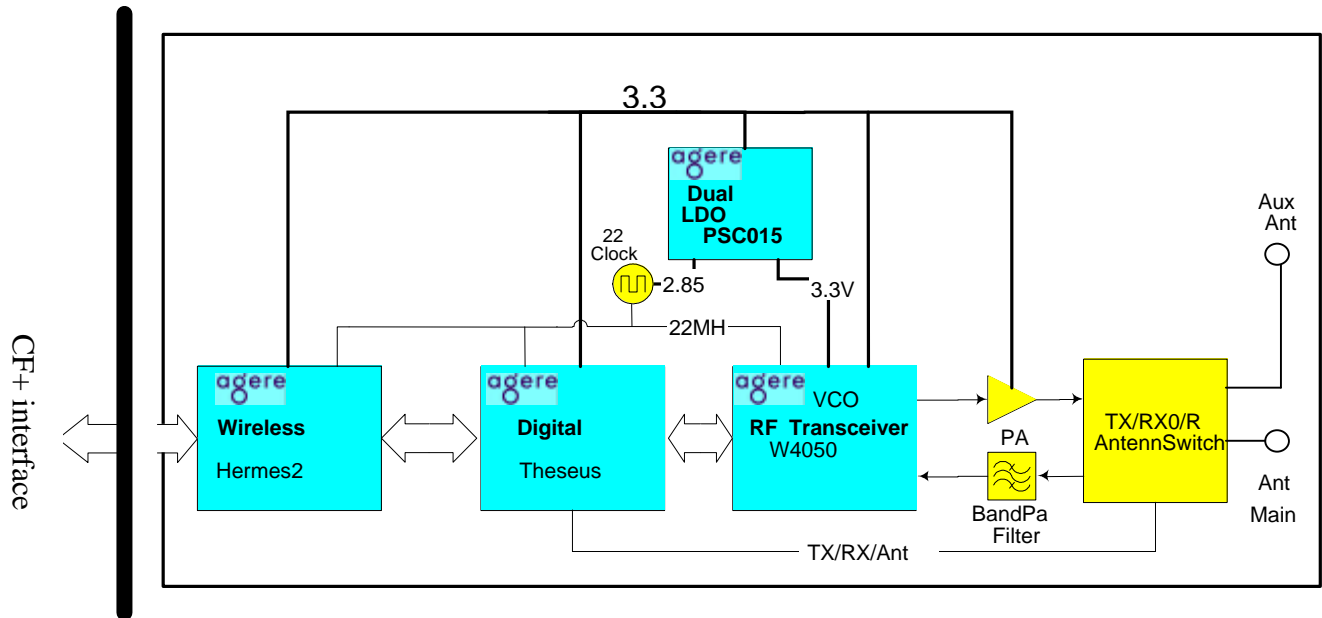 3.3
agere
Dual
LDO
PSC015
22
Clock
2.85
3.3V
22MH
Aux
Ant
CF+ interface
agere
Wireless
Hermes2
agere
Digital
Theseus
agere
VCO
RF Transceiver
W4050
PA
BandPa
Filter
TX/RX0/R
AntennSwitch
Ant
Main
TX/RX/Ant